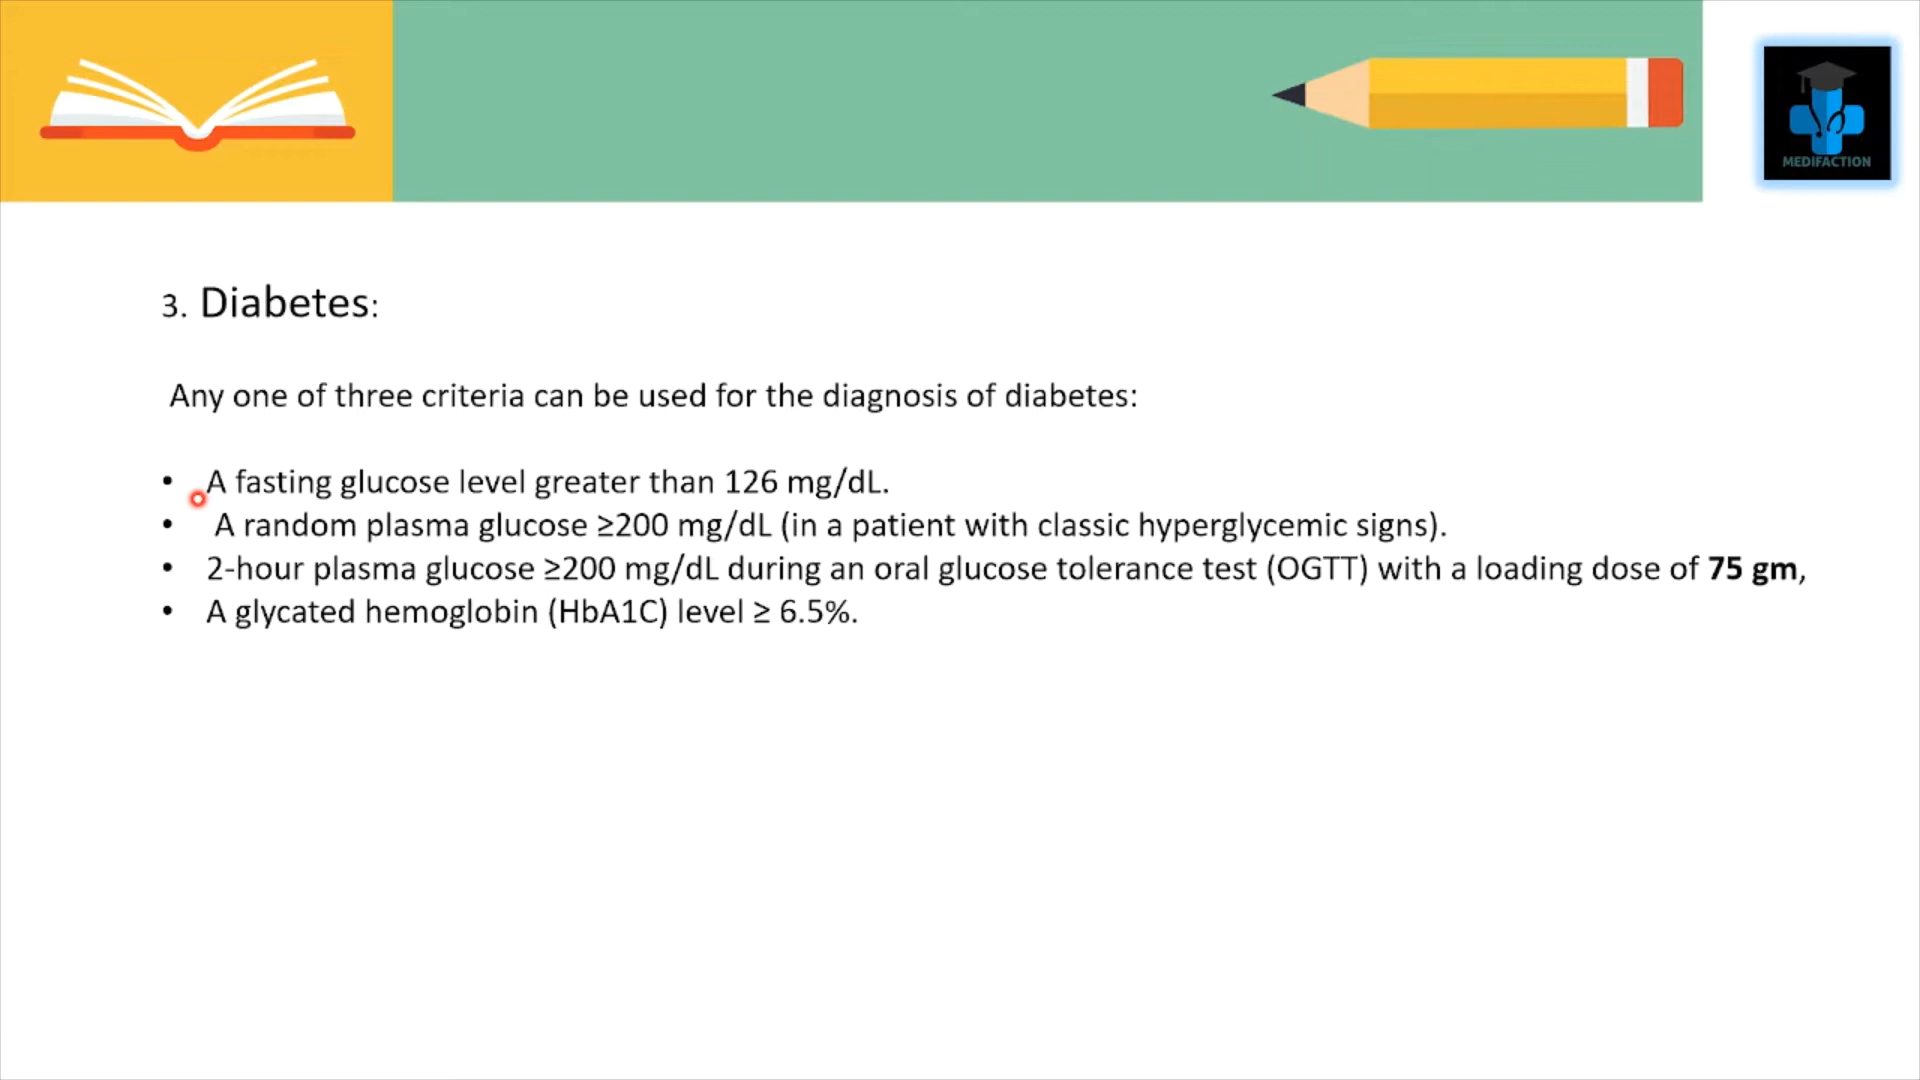 MEDIFACTION
3. Diabetes:
Any one of three criteria can be used for the diagnosis of diabetes:
• A fasting glucose level greater than 126 mg/dL.
• A random plasma glucose ≥200 mg/dL (in a patient with classic hyperglycemic signs).
• 2-hour plasma glucose ≥200 mg/dL during an oral glucose tolerance test (OGTT) with a loading dose of 75 gm,
• A glycated hemoglobin (HbA1C) level ≥ 6.5%.